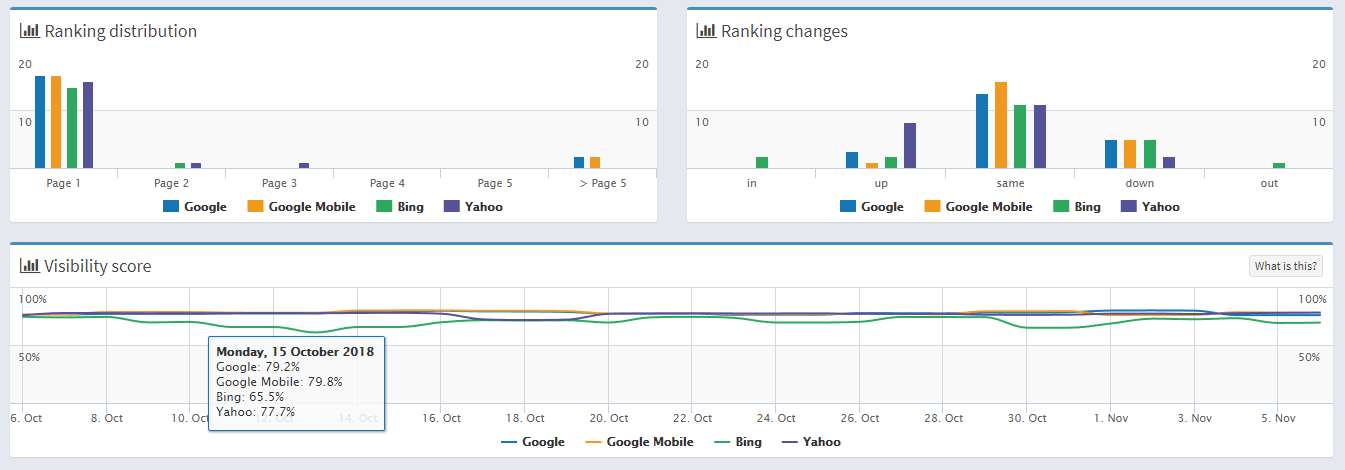 Ranking distribution
20 20
10 10
Page 1 Page 2 Page 3 Page 4 Page 5 > Page 5
Google Google Mobile Bing Yahoo
Ranking changes
20 20
10 10
in up same down out
Google Google Mobile Bing Yahoo
Visibility score What is this?
100% 100%
50% 50%
Monday, 15 October 2018
Google: 79.2%
Google Mobile: 79.8%
Bing: 65.5%
Yahoo: 77.7%
6. Oct 8. Oct 10. Oct 12. Oct 14. Oct 16. Oct 18. Oct 20. Oct 22. Oct 24. Oct 26. Oct 28. Oct 30. Oct 1. Nov 3. Nov 5. Nov
Google Google Mobile Bing Yahoo